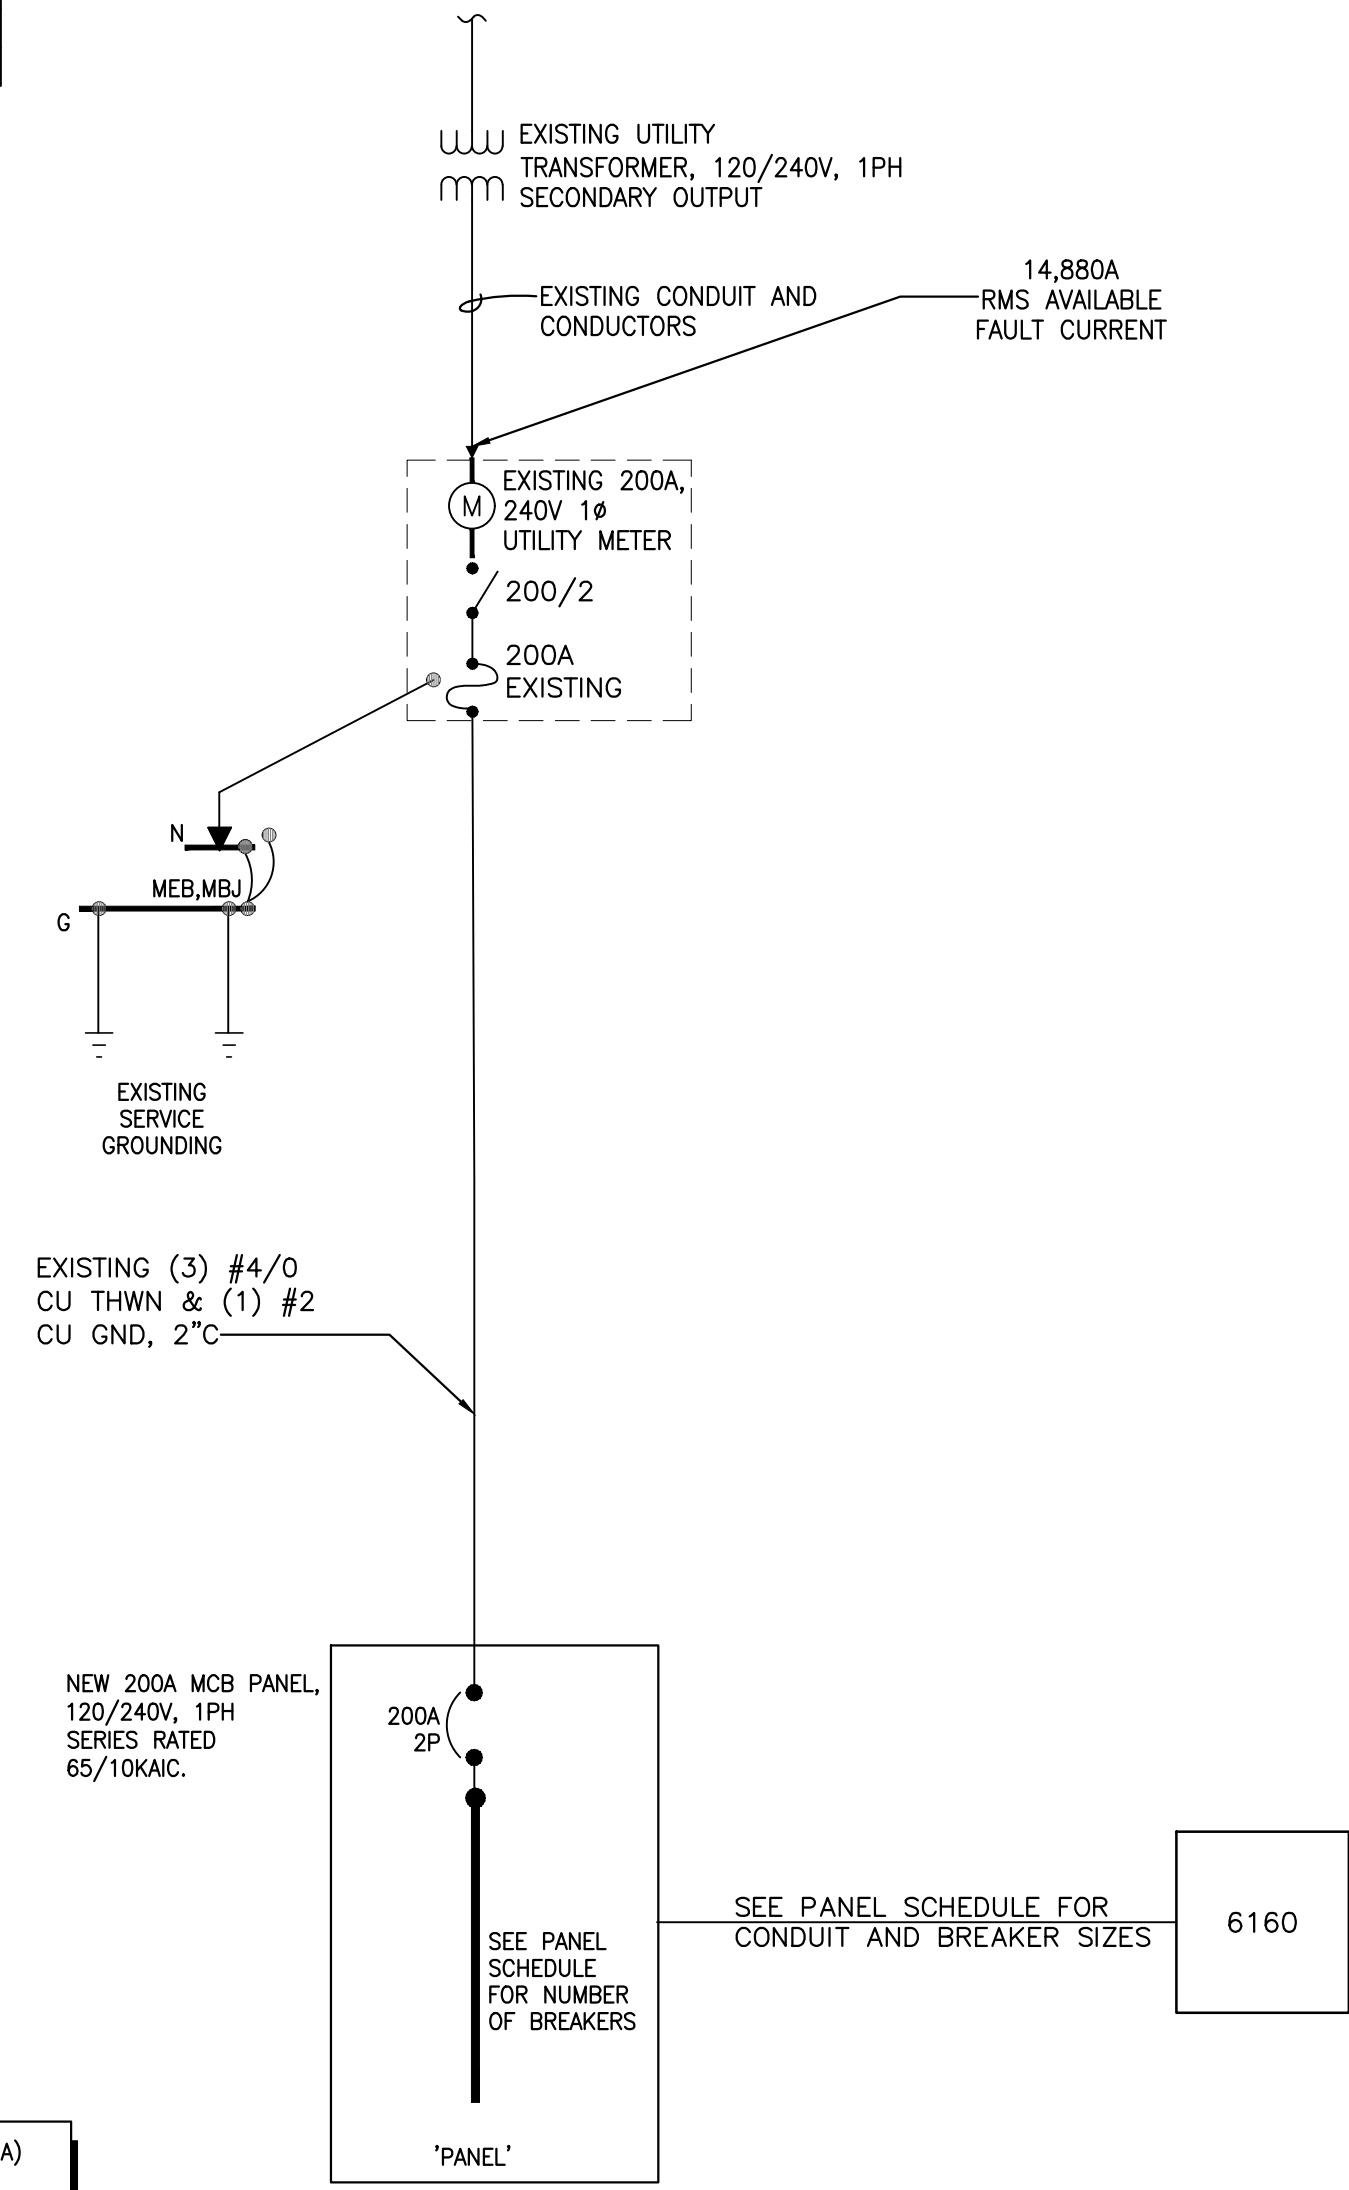 EXISTING UTILITY
TRANSFORMER, 120/240V, 1PH
SECONDARY OUTPUT
14,880A
RMS AVAILABLE
FAULT CURRENT
EXISTING CONDUIT AND
CONDUCTORS
EXISTING 200A,
240V 1ø
UTILITY METER
M
200/2
200A
EXISTING
N
MEB,MBJ
G
EXISTING
SERVICE
GROUNDING
EXISTING (3) #4/0
CU THWN & (1) #2
CU GND, 2"C
NEW 200A MCB PANEL,
120/240V, 1PH
SERIES RATED
65/10KAIC.
200A
2P
SEE PANEL SCHEDULE FOR
CONDUIT AND BREAKER SIZES
6160
SEE PANEL
SCHEDULE
FOR NUMBER
OF BREAKERS
'PANEL'
A)